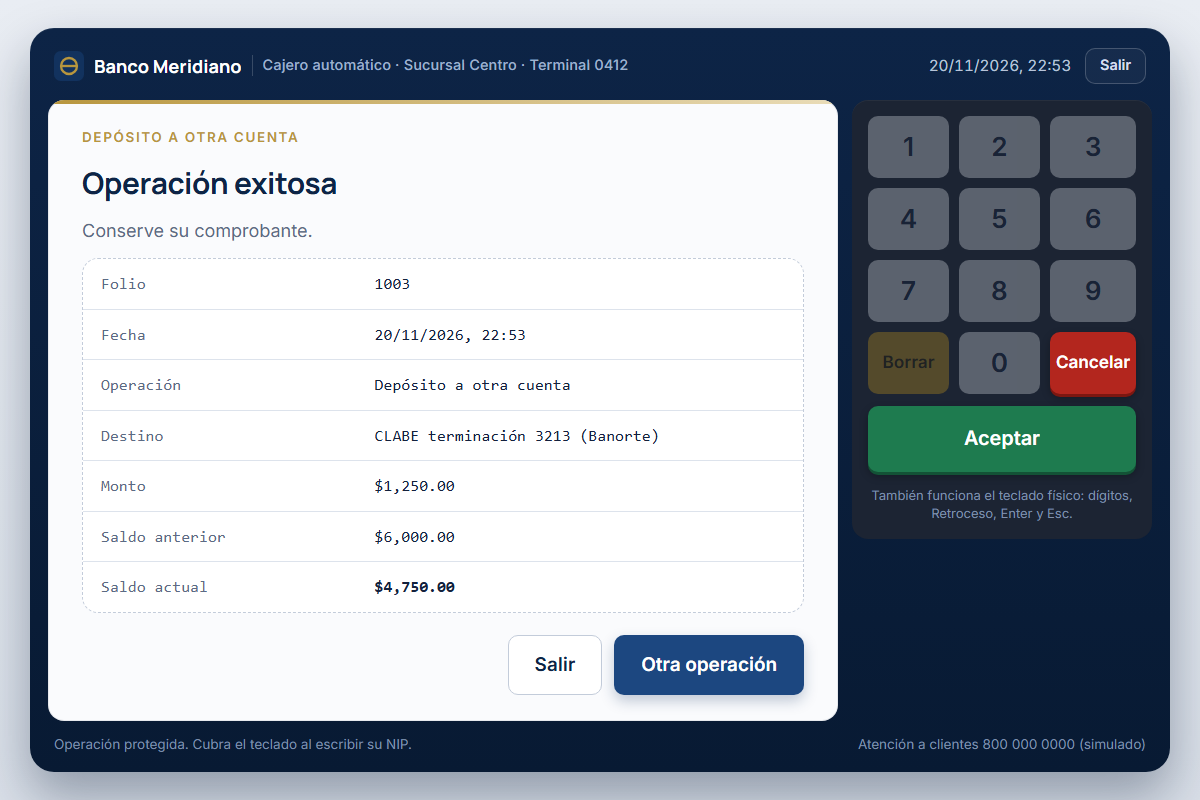 Banco Meridiano
Cajero automático · Sucursal Centro · Terminal 0412
20/11/2026, 22:53
Salir
DEPÓSITO A OTRA CUENTA
Operación exitosa
Conserve su comprobante.
Folio 1003
Fecha 20/11/2026, 22:53
Operación Depósito a otra cuenta
Destino CLABE terminación 3213 (Banorte)
Monto $1,250.00
Saldo anterior $6,000.00
Saldo actual $4,750.00
Salir
Otra operación
1 2 3
4 5 6
7 8 9
Borrar 0 Cancelar
Aceptar
También funciona el teclado físico: dígitos,
Retroceso, Enter y Esc.
Operación protegida. Cubra el teclado al escribir su NIP.
Atención a clientes 800 000 0000 (simulado)